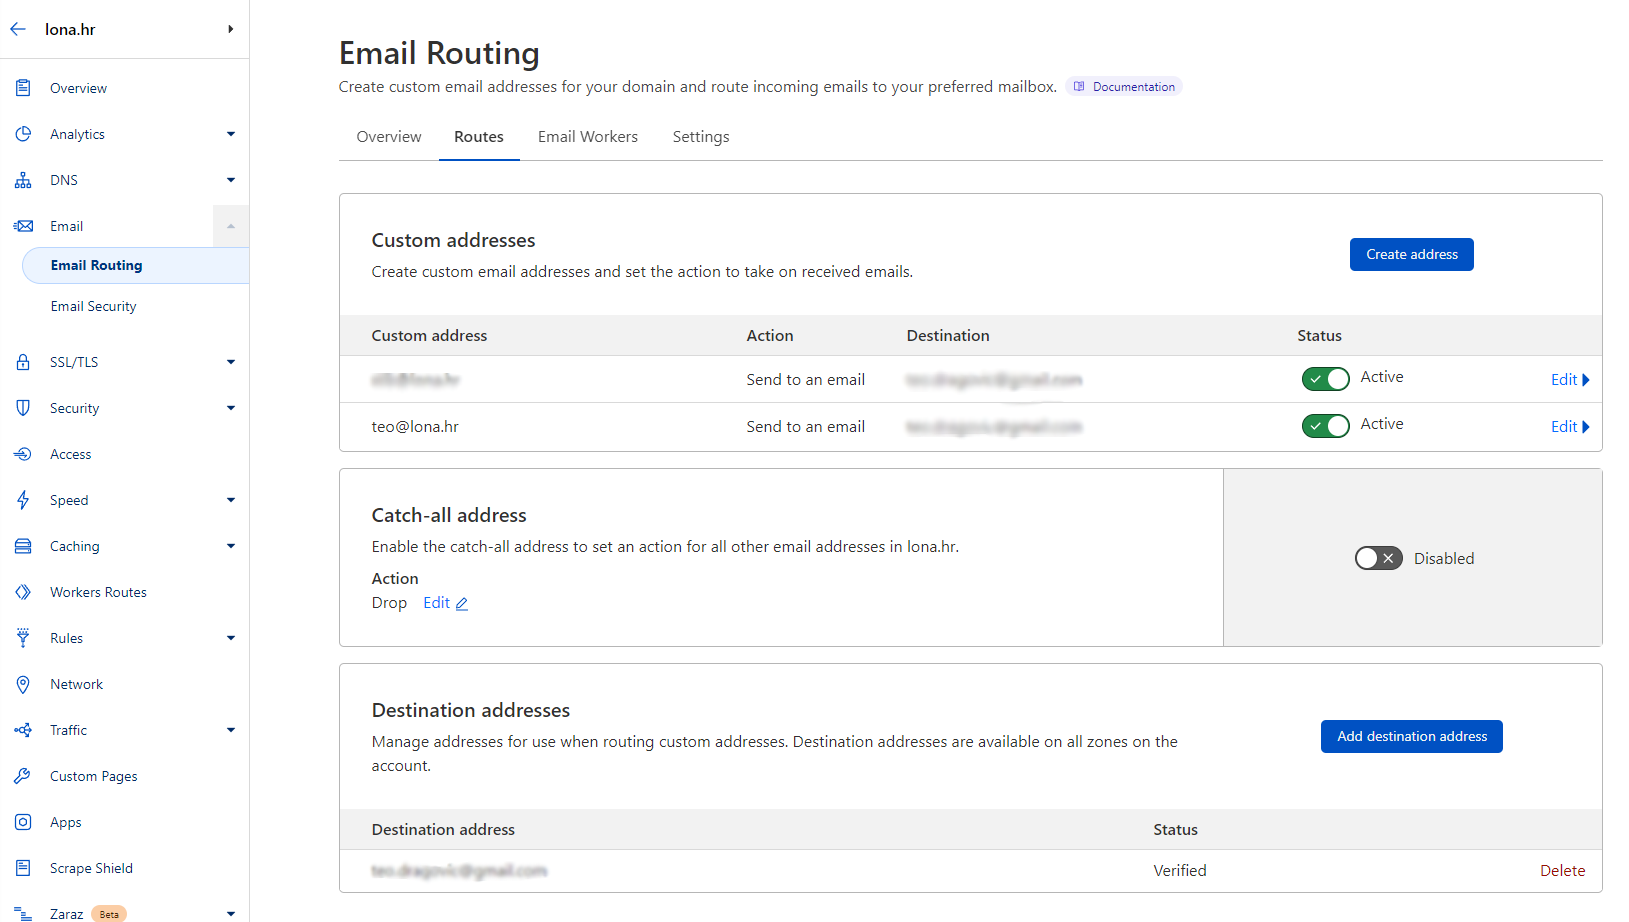 lona.hr
Overview
Analytics
DNS
Email
Email Routing
Email Security
SSL/TLS
Security
Access
Speed
Caching
Workers Routes
Rules
Network
Traffic
Custom Pages
Apps
Scrape Shield
Zaraz Beta
Email Routing
Create custom email addresses for your domain and route incoming emails to your preferred mailbox. Documentation
Overview Routes Email Workers Settings
Custom addresses
Create custom email addresses and set the action to take on received emails.
Create address
Custom address Action Destination Status
Send to an email Active Edit
teo@lona.hr Send to an email Active Edit
Catch-all address
Enable the catch-all address to set an action for all other email addresses in lona.hr.
Action
Drop Edit
Disabled
Destination addresses
Manage addresses for use when routing custom addresses. Destination addresses are available on all zones on the
account.
Add destination address
Destination address Status
Verified Delete